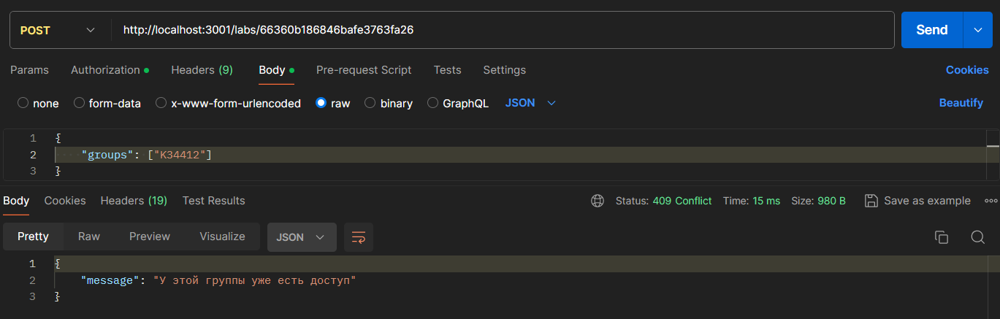 POST http://localhost:3001/labs/66360b186846bafe3763fa26 Send
Params Authorization Headers (9) Body Pre-request Script Tests Settings Cookies
none form-data x-www-form-urlencoded raw binary GraphQL JSON Beautify
1 {
2 "groups": ["K34412"]
3 }
Body Cookies Headers (19) Test Results Status: 409 Conflict Time: 15 ms Size: 980 B Save as example
Pretty Raw Preview Visualize JSON
1 {
2 "message": "У этой группы уже есть доступ"
3 }